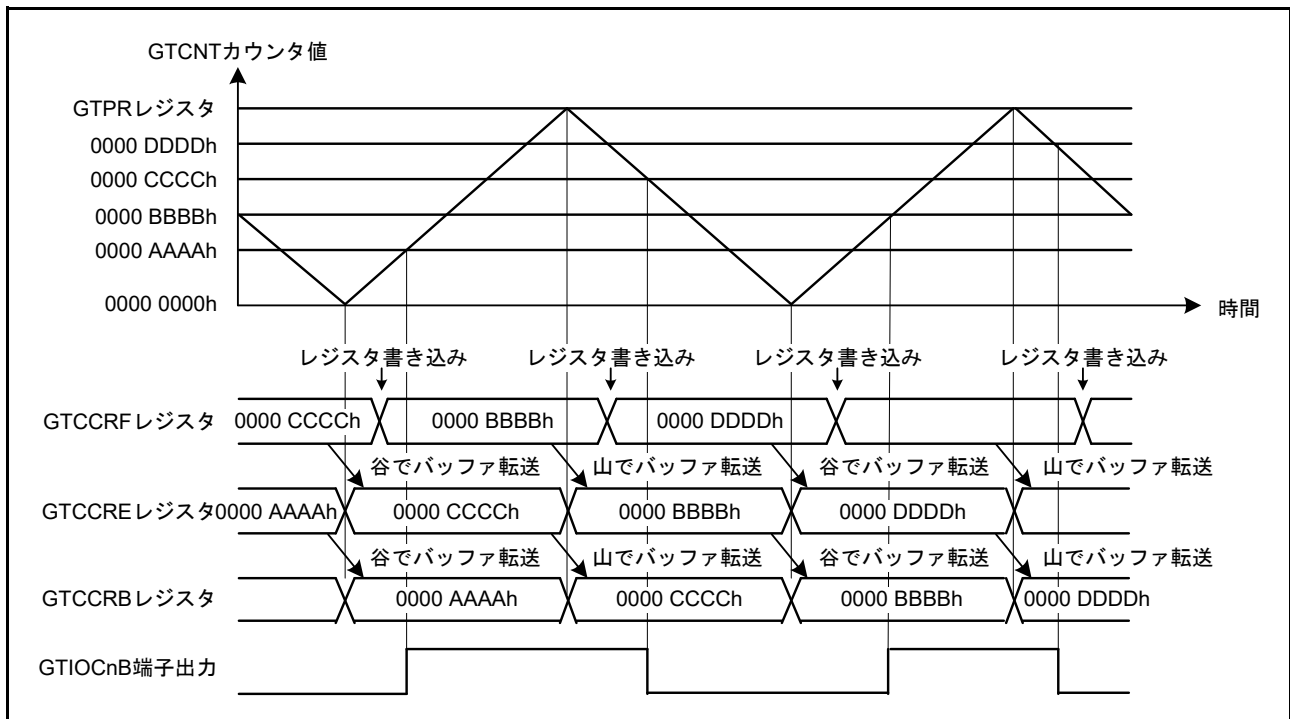 GTCNTカウンタ値
GTPRレジスタ
0000 DDDDh
0000 CCCCh
0000 BBBBh
0000 AAAAh
0000 0000h
時間
レジスタ書き込み レジスタ書き込み レジスタ書き込み レジスタ書き込み
GTCCRFレジスタ 0000 CCCCh 0000 BBBBh 0000 DDDDh
谷でバッファ転送 山でバッファ転送 谷でバッファ転送 山でバッファ転送
GTCCREレジスタ 0000 AAAAh 0000 CCCCh 0000 BBBBh 0000 DDDDh
谷でバッファ転送 山でバッファ転送 谷でバッファ転送 山でバッファ転送
GTCCRBレジスタ 0000 AAAAh 0000 CCCCh 0000 BBBBh 0000 DDDDh
GTIOCnB端子出力